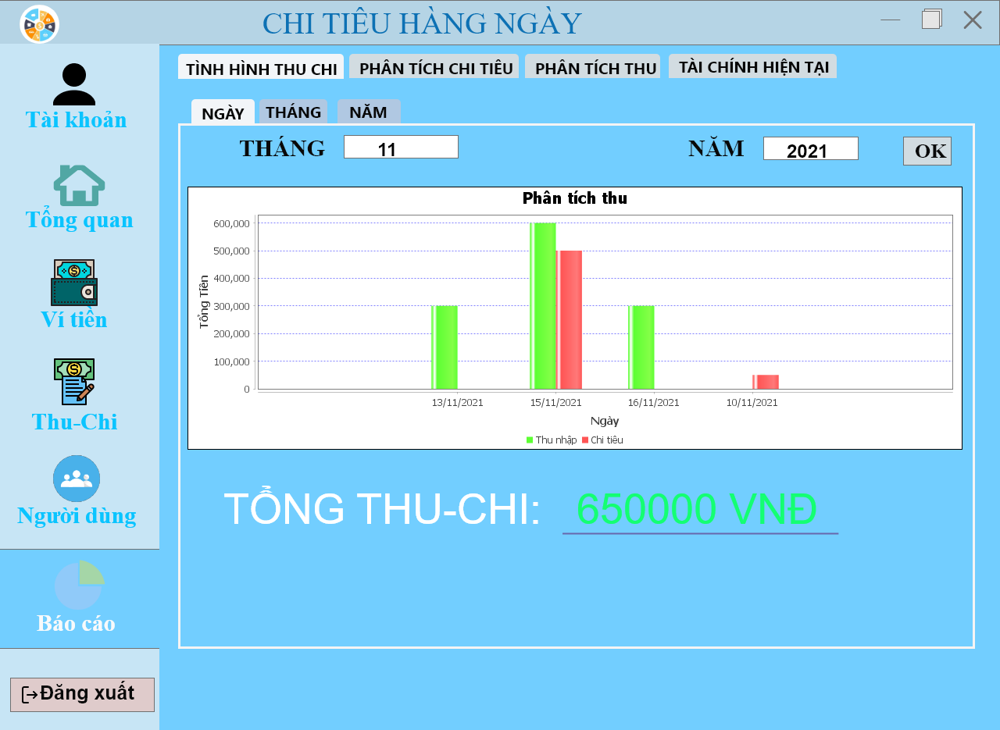 CHI TIÊU HÀNG NGÀY
Tài khoản
Tổng quan
Ví tiền
Thu-Chi
Người dùng
Báo cáo
Đăng xuất
TÌNH HÌNH THU CHI PHÂN TÍCH CHI TIÊU PHÂN TÍCH THU TÀI CHÍNH HIỆN TẠI
NGÀY THÁNG NĂM
THÁNG 11 NĂM 2021 OK
Phân tích thu
Tổng Tiền
600,000
500,000
400,000
300,000
200,000
100,000
0
13/11/2021 15/11/2021 16/11/2021 10/11/2021
Ngày
Thu nhập Chi tiêu
TỔNG THU-CHI: 650000 VNĐ